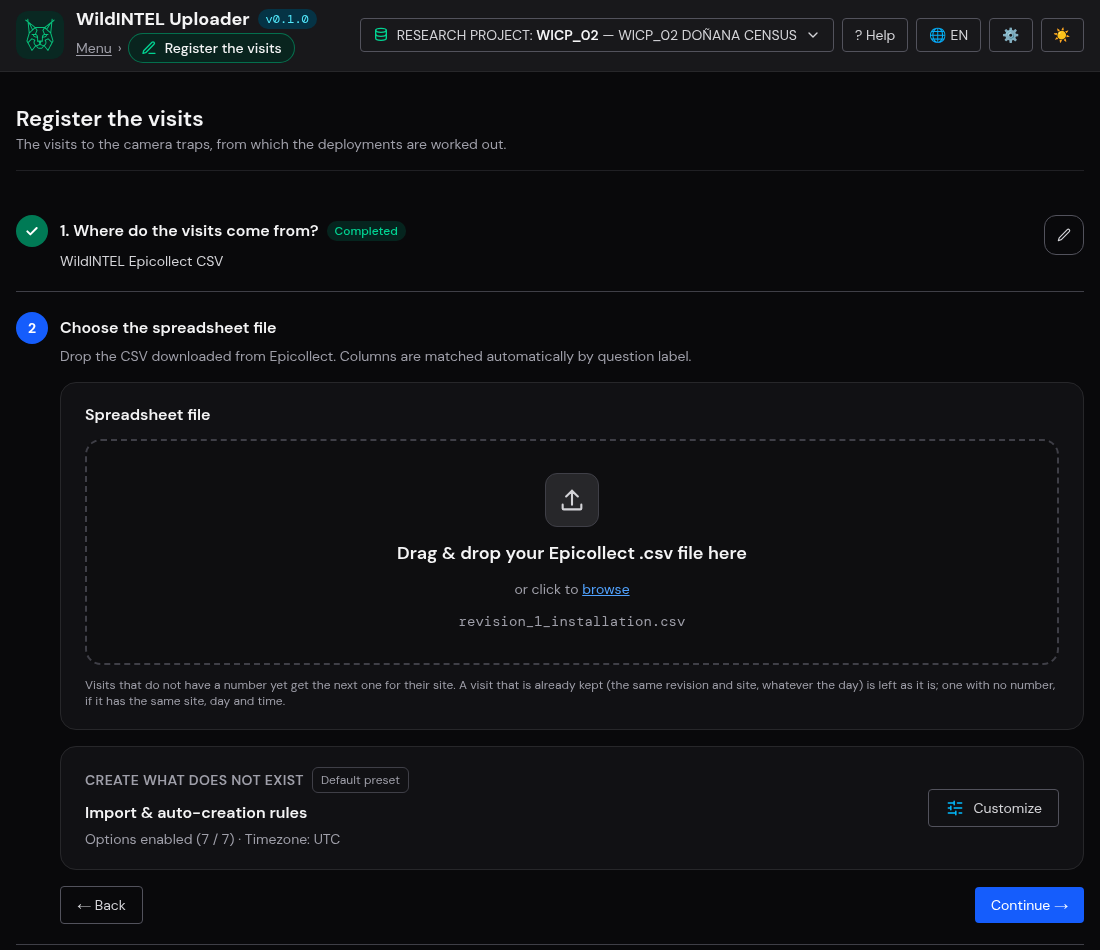 WildINTEL Uploader v0.1.0
Menu › Register the visits
RESEARCH PROJECT: WICP_02 — WICP_02 DOÑANA CENSUS
? Help
EN
Register the visits
The visits to the camera traps, from which the deployments are worked out.
1. Where do the visits come from? Completed
WildINTEL Epicollect CSV
2 Choose the spreadsheet file
Drop the CSV downloaded from Epicollect. Columns are matched automatically by question label.
Spreadsheet file
Drag & drop your Epicollect .csv file here
or click to browse
revision_1_installation.csv
Visits that do not have a number yet get the next one for their site. A visit that is already kept (the same revision and site, whatever the day) is left as it is; one with no number,
if it has the same site, day and time.
CREATE WHAT DOES NOT EXIST Default preset
Import & auto-creation rules
Options enabled (7 / 7) · Timezone: UTC
Customize
← Back
Continue →